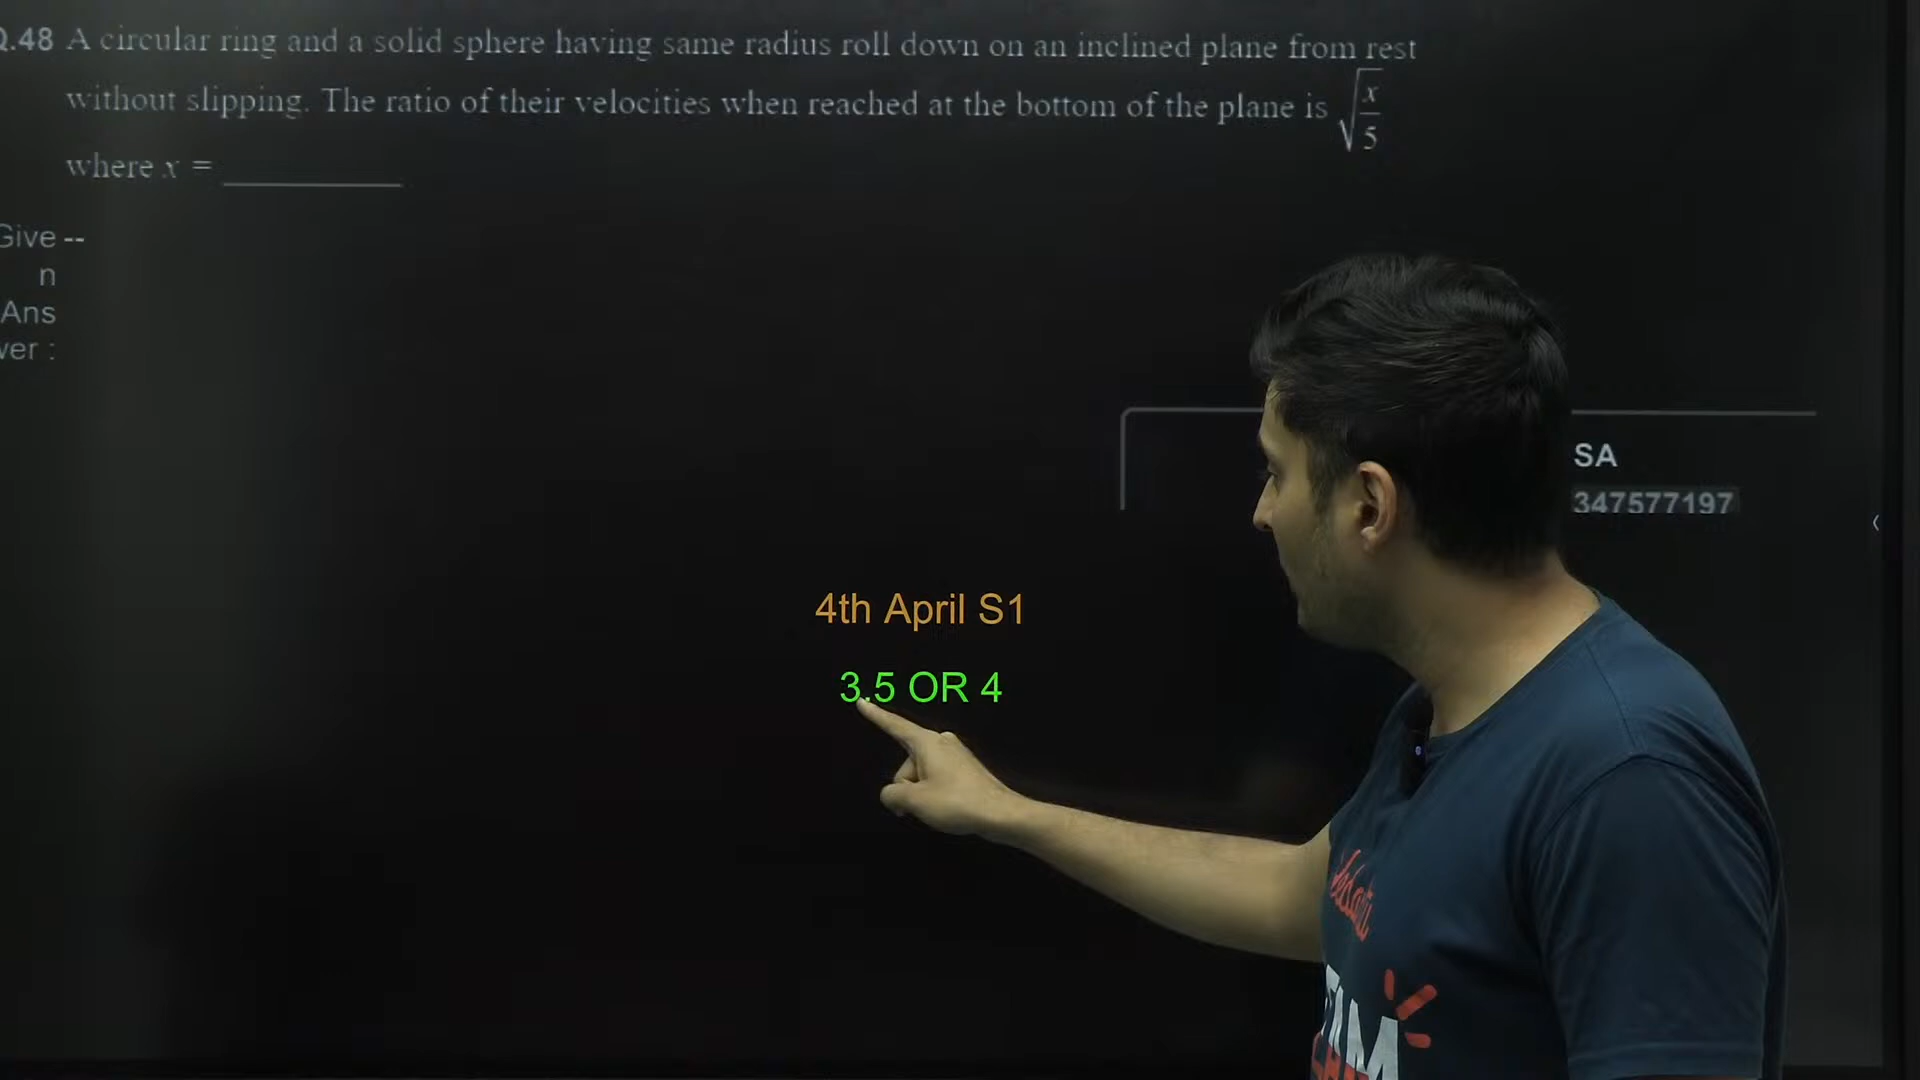 Q.48 A circular ring and a solid sphere having same radius roll down on an inclined plane from rest
without slipping. The ratio of their velocities when reached at the bottom of the plane is √(x/5)
where x = ________
Give --
n
Ans
wer :
SA
347577197
4th April S1
3.5 OR 4